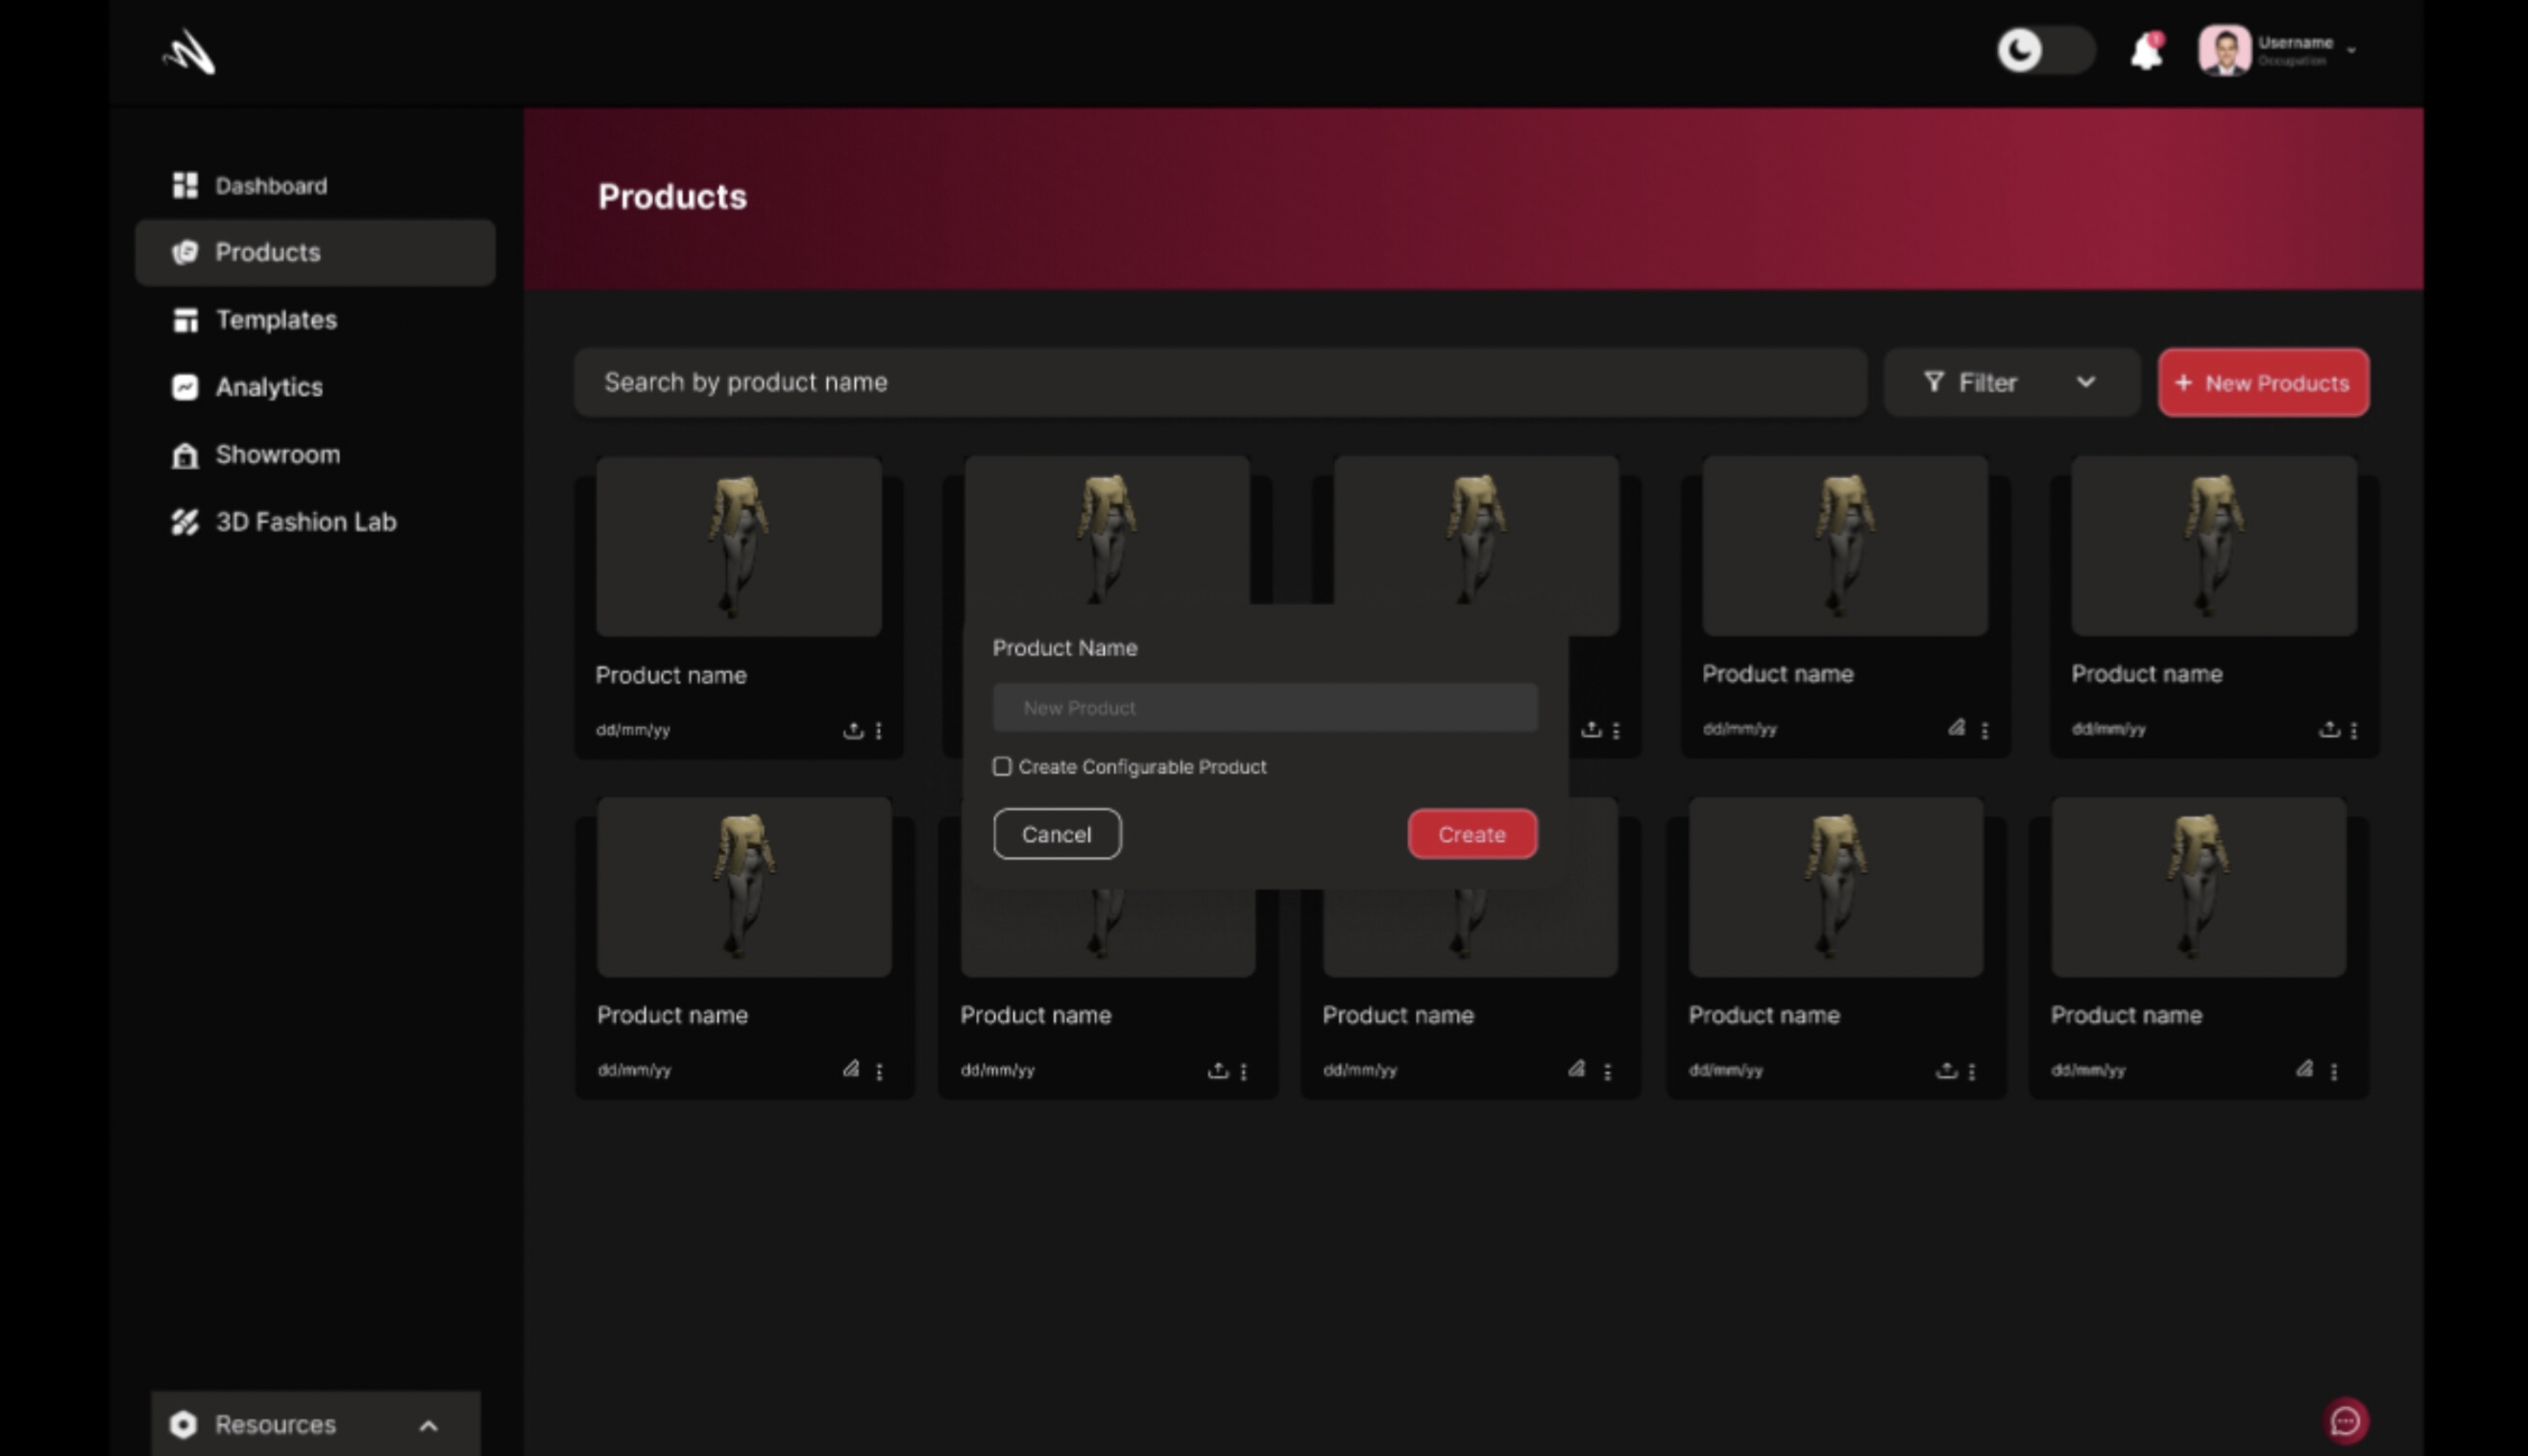 Username
Occupation
Dashboard
Products
Templates
Analytics
Showroom
3D Fashion Lab
Resources
Products
Search by product name
Filter
+ New Products
Product name
dd/mm/yy
Product name
dd/mm/yy
Product name
dd/mm/yy
Product Name
New Product
Create Configurable Product
Cancel
Create
Product name
dd/mm/yy
Product name
dd/mm/yy
Product name
dd/mm/yy
Product name
dd/mm/yy
Product name
dd/mm/yy